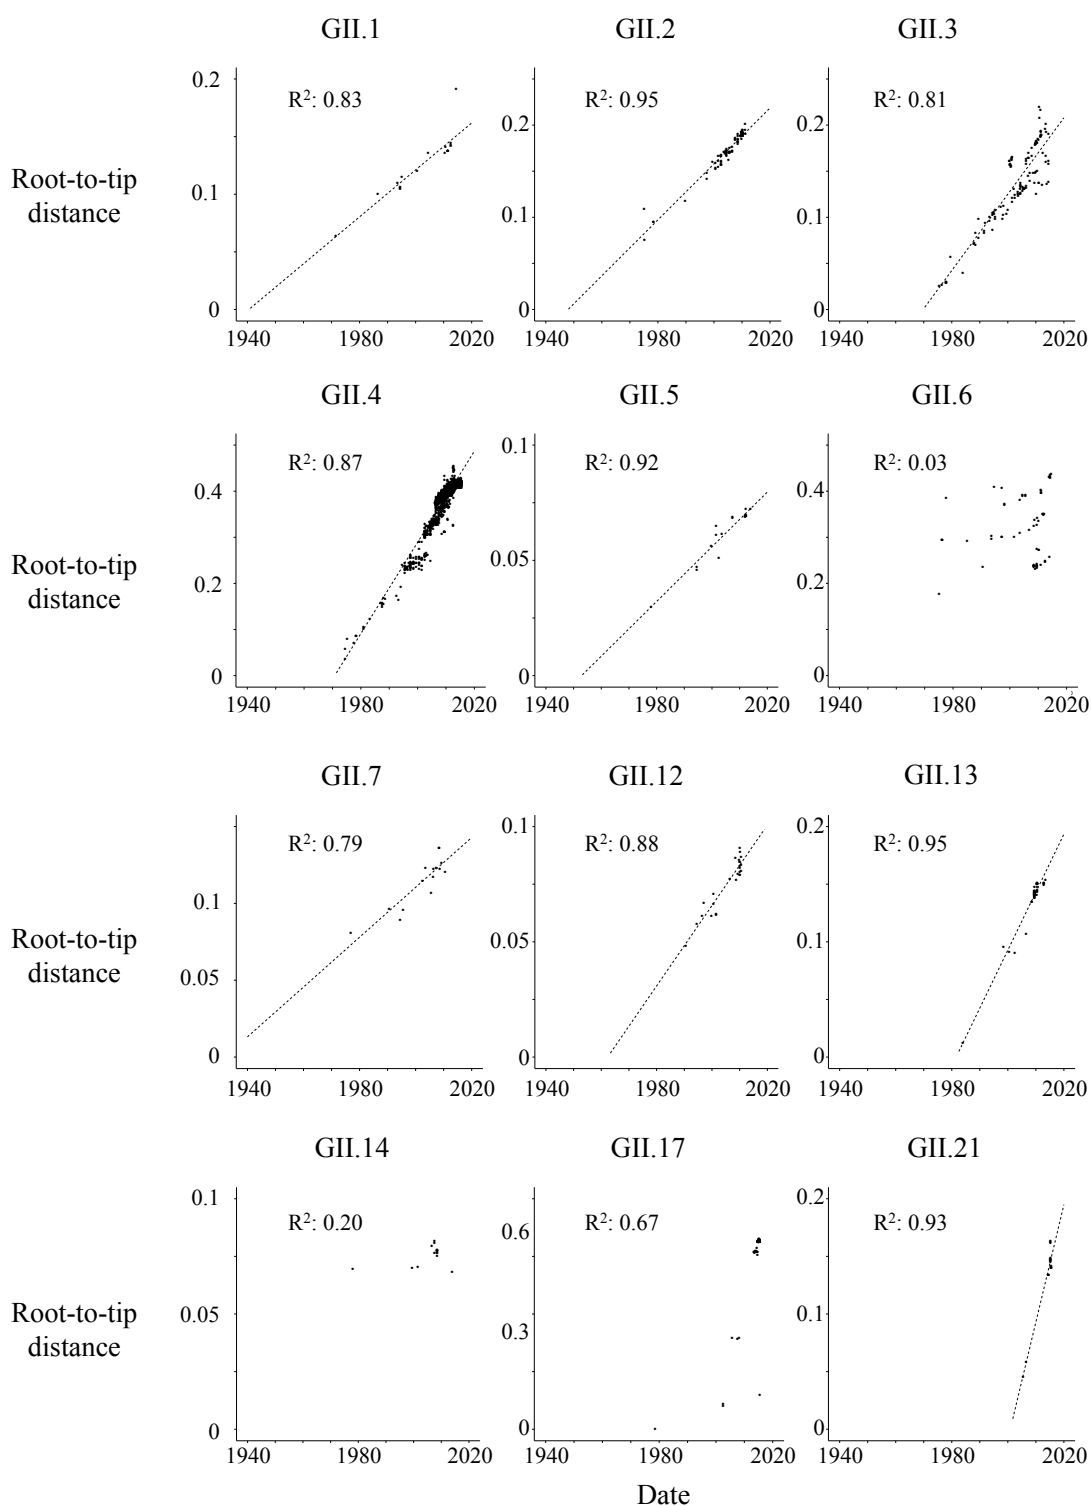 GII.1 GII.2 GII.3
0.2
R²: 0.83 R²: 0.95 R²: 0.81
0.2 0.2
Root-to-tip
distance
0.1
0.1 0.1
0 0 0
1940 1980 2020 1940 1980 2020 1940 1980 2020
GII.4 GII.5 GII.6
0.1
R²: 0.87 R²: 0.92 R²: 0.03
0.4 0.4
Root-to-tip
distance
0.05
0.2 0.2
0 0 0
1940 1980 2020 1940 1980 2020 1940 1980 2020
GII.7 GII.12 GII.13
0.1 0.2
R²: 0.79 R²: 0.88 R²: 0.95
0.1
Root-to-tip
distance
0.05 0.1
0.05
0 0 0
1940 1980 2020 1940 1980 2020 1940 1980 2020
GII.14 GII.17 GII.21
0.1 0.2
R²: 0.20 R²: 0.67 R²: 0.93
0.6
Root-to-tip
distance
0.05 0.3 0.1
0 0 0
1940 1980 2020 1940 1980 2020 1940 1980 2020
Date